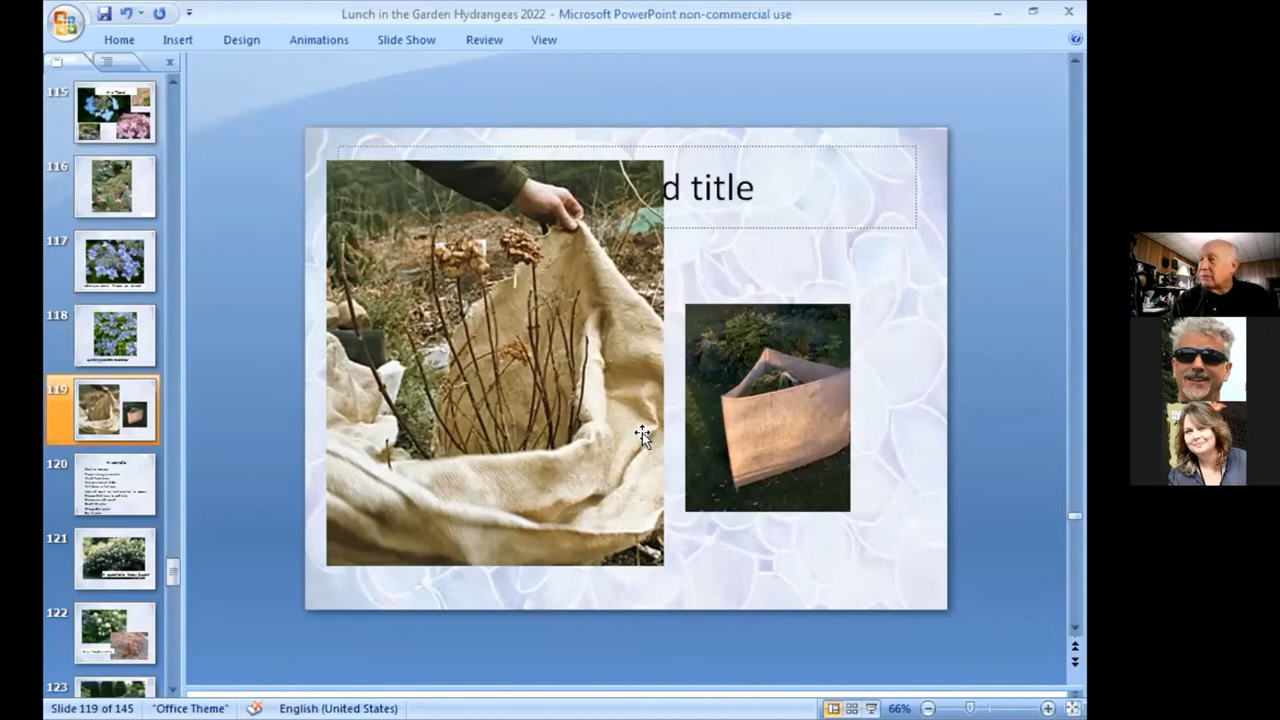 Lunch in the Garden Hydrangeas 2022 - Microsoft PowerPoint non-commercial use
Home Insert Design Animations Slide Show Review View
115
116
117
118
119
120
121
122
123
d title
Slide 119 of 145 "Office Theme" English (United States) 66%